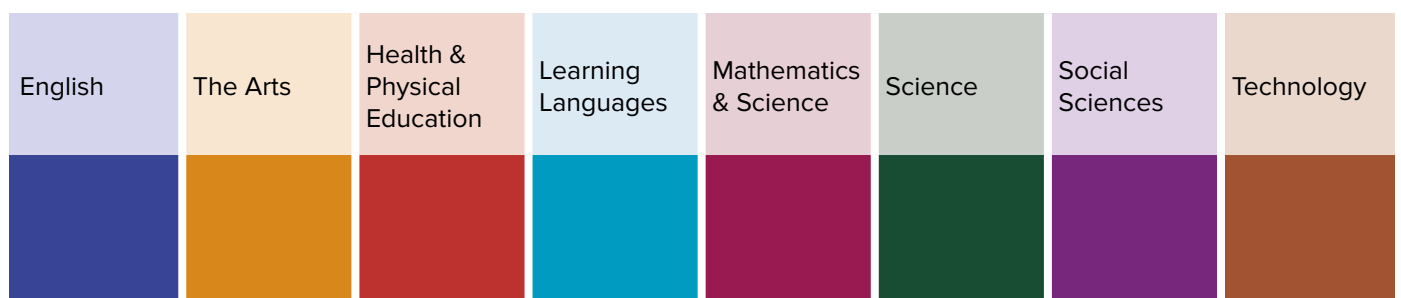 English
The Arts
Health &
Physical
Education
Learning
Languages
Mathematics
& Science
Science
Social
Sciences
Technology